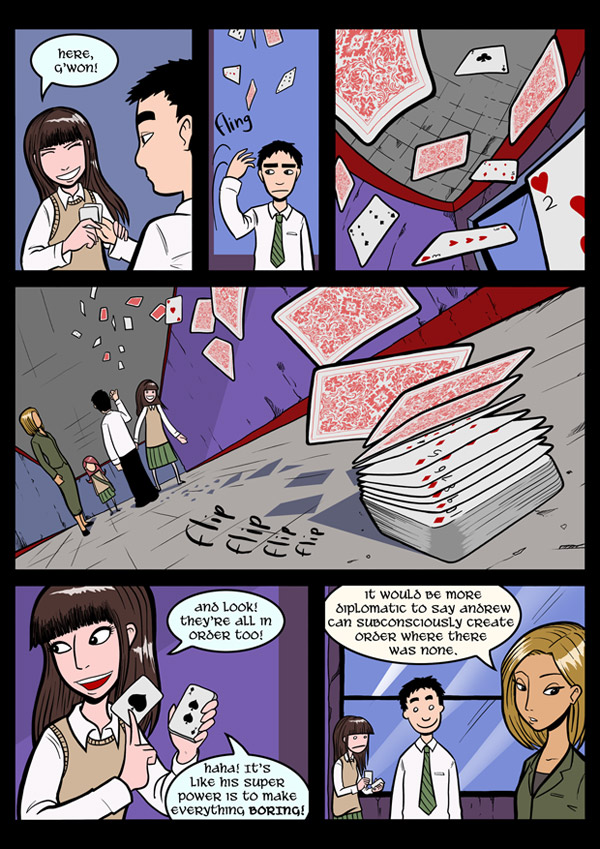 here,
g'won!
fling
2
flip
flip
flip
flip
and look!
they're all in
order too!
haha! it's
like his super
power is to make
everything BORING!
it would be more
diplomatic to say andrew
can subconsciously create
order where there
was none.